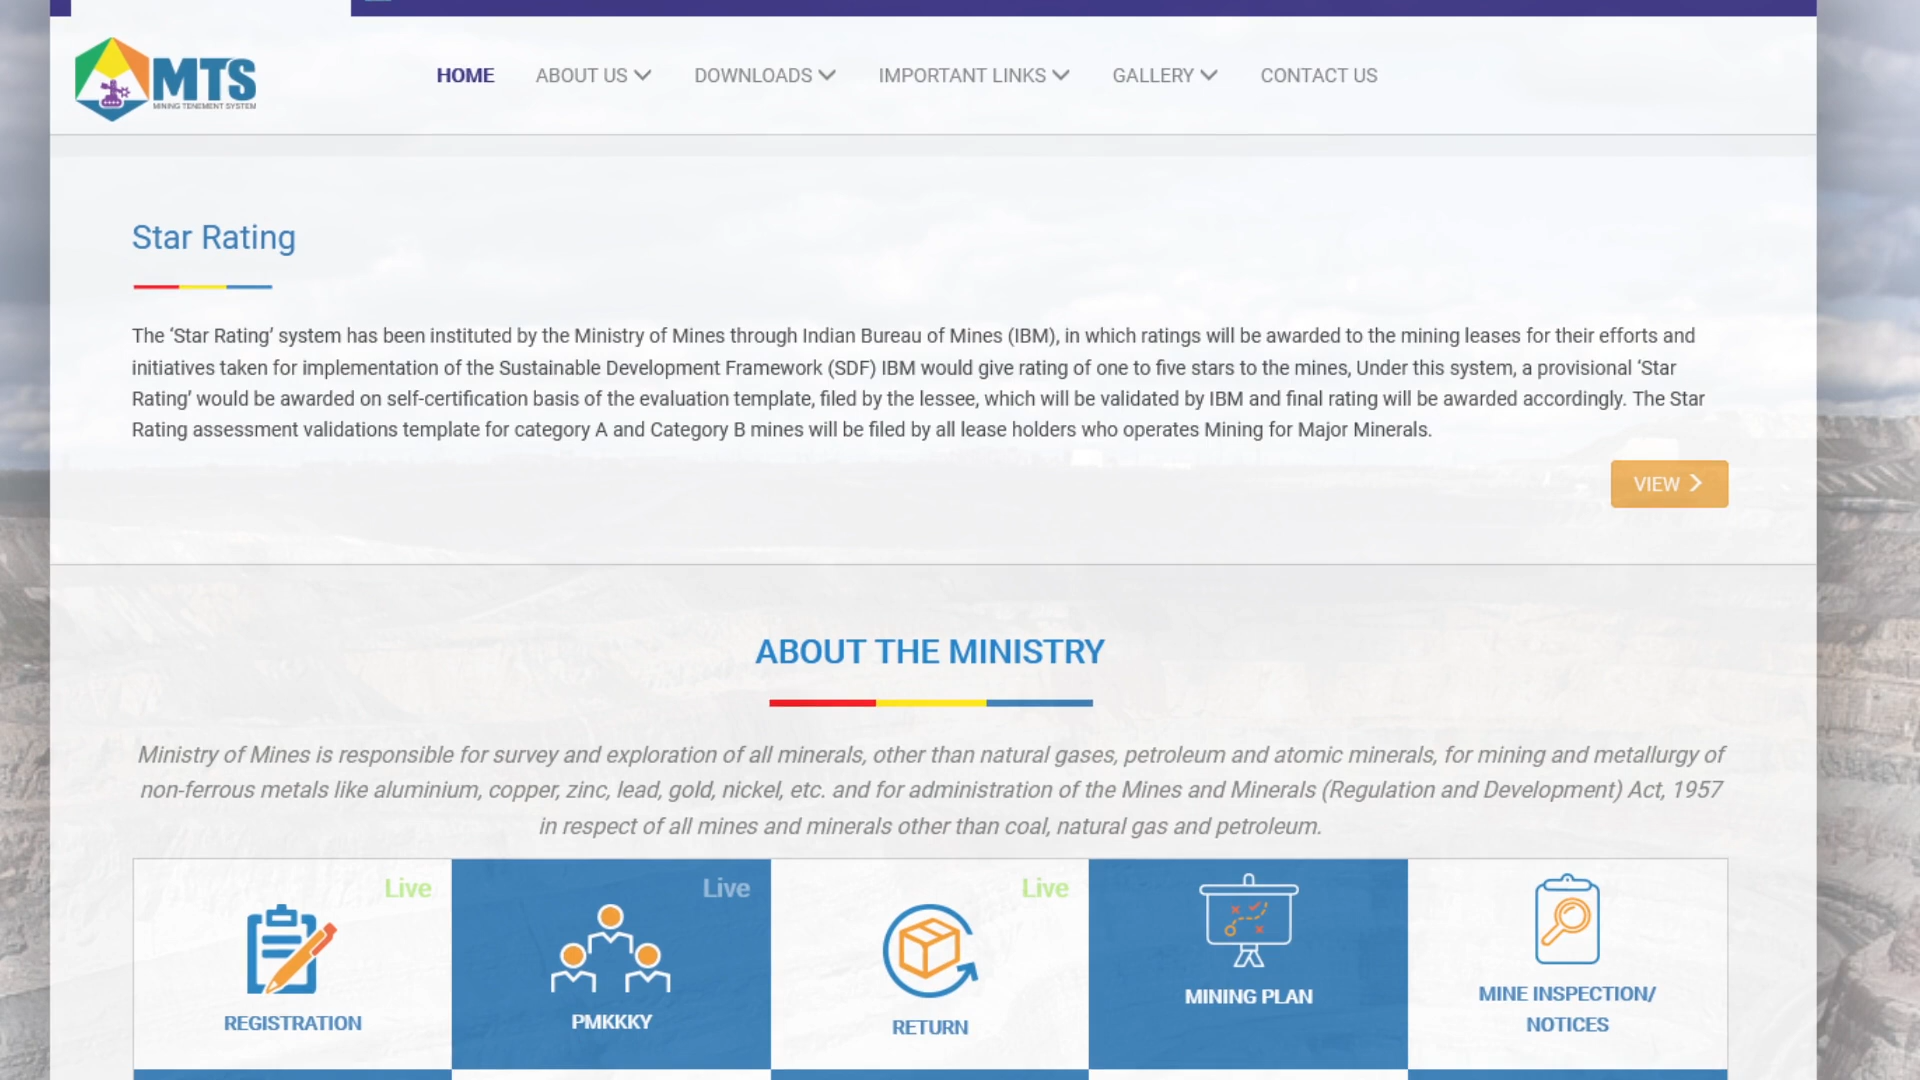 MTS
MINING TENEMENT SYSTEM
HOME
ABOUT US
DOWNLOADS
IMPORTANT LINKS
GALLERY
CONTACT US
Star Rating
The ‘Star Rating’ system has been instituted by the Ministry of Mines through Indian Bureau of Mines (IBM), in which ratings will be awarded to the mining leases for their efforts and
initiatives taken for implementation of the Sustainable Development Framework (SDF) IBM would give rating of one to five stars to the mines, Under this system, a provisional ‘Star
Rating’ would be awarded on self-certification basis of the evaluation template, filed by the lessee, which will be validated by IBM and final rating will be awarded accordingly. The Star
Rating assessment validations template for category A and Category B mines will be filed by all lease holders who operates Mining for Major Minerals.
VIEW
ABOUT THE MINISTRY
Ministry of Mines is responsible for survey and exploration of all minerals, other than natural gases, petroleum and atomic minerals, for mining and metallurgy of
non-ferrous metals like aluminium, copper, zinc, lead, gold, nickel, etc. and for administration of the Mines and Minerals (Regulation and Development) Act, 1957
in respect of all mines and minerals other than coal, natural gas and petroleum.
Live
REGISTRATION
Live
PMKKKY
Live
RETURN
MINING PLAN
MINE INSPECTION/
NOTICES